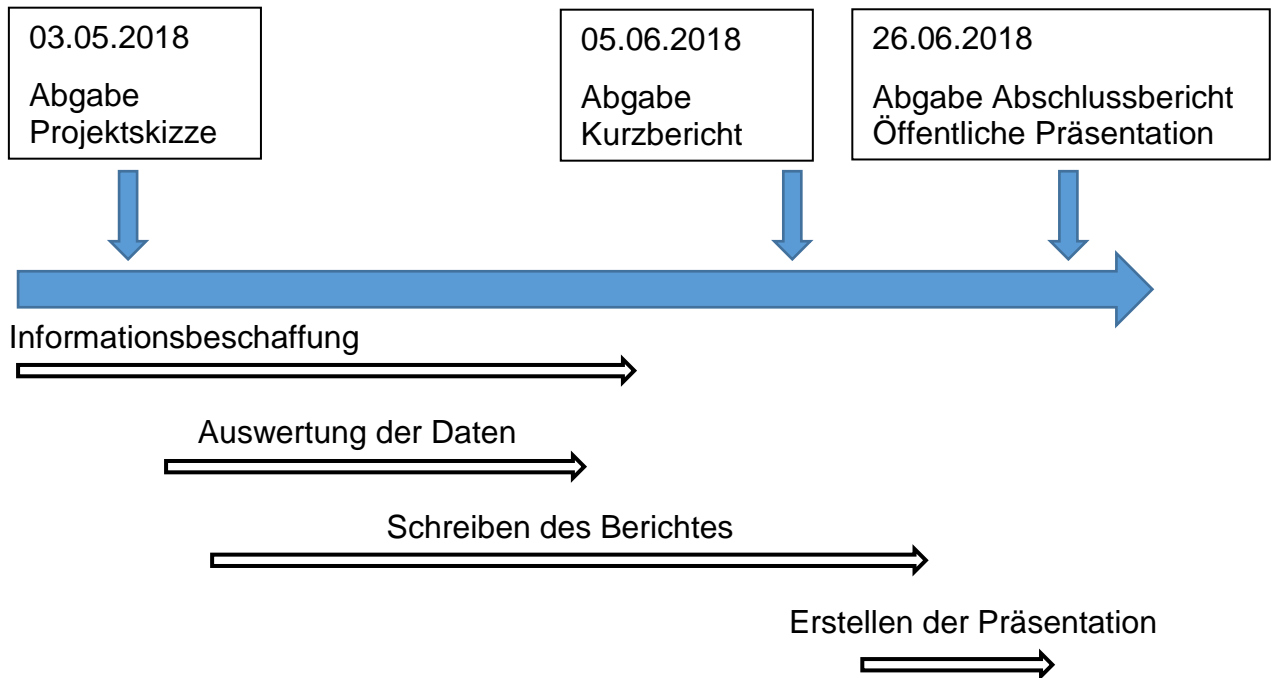 03.05.2018
Abgabe
Projektskizze
05.06.2018
Abgabe
Kurzbericht
26.06.2018
Abgabe Abschlussbericht
Öffentliche Präsentation
Informationsbeschaffung
Auswertung der Daten
Schreiben des Berichtes
Erstellen der Präsentation